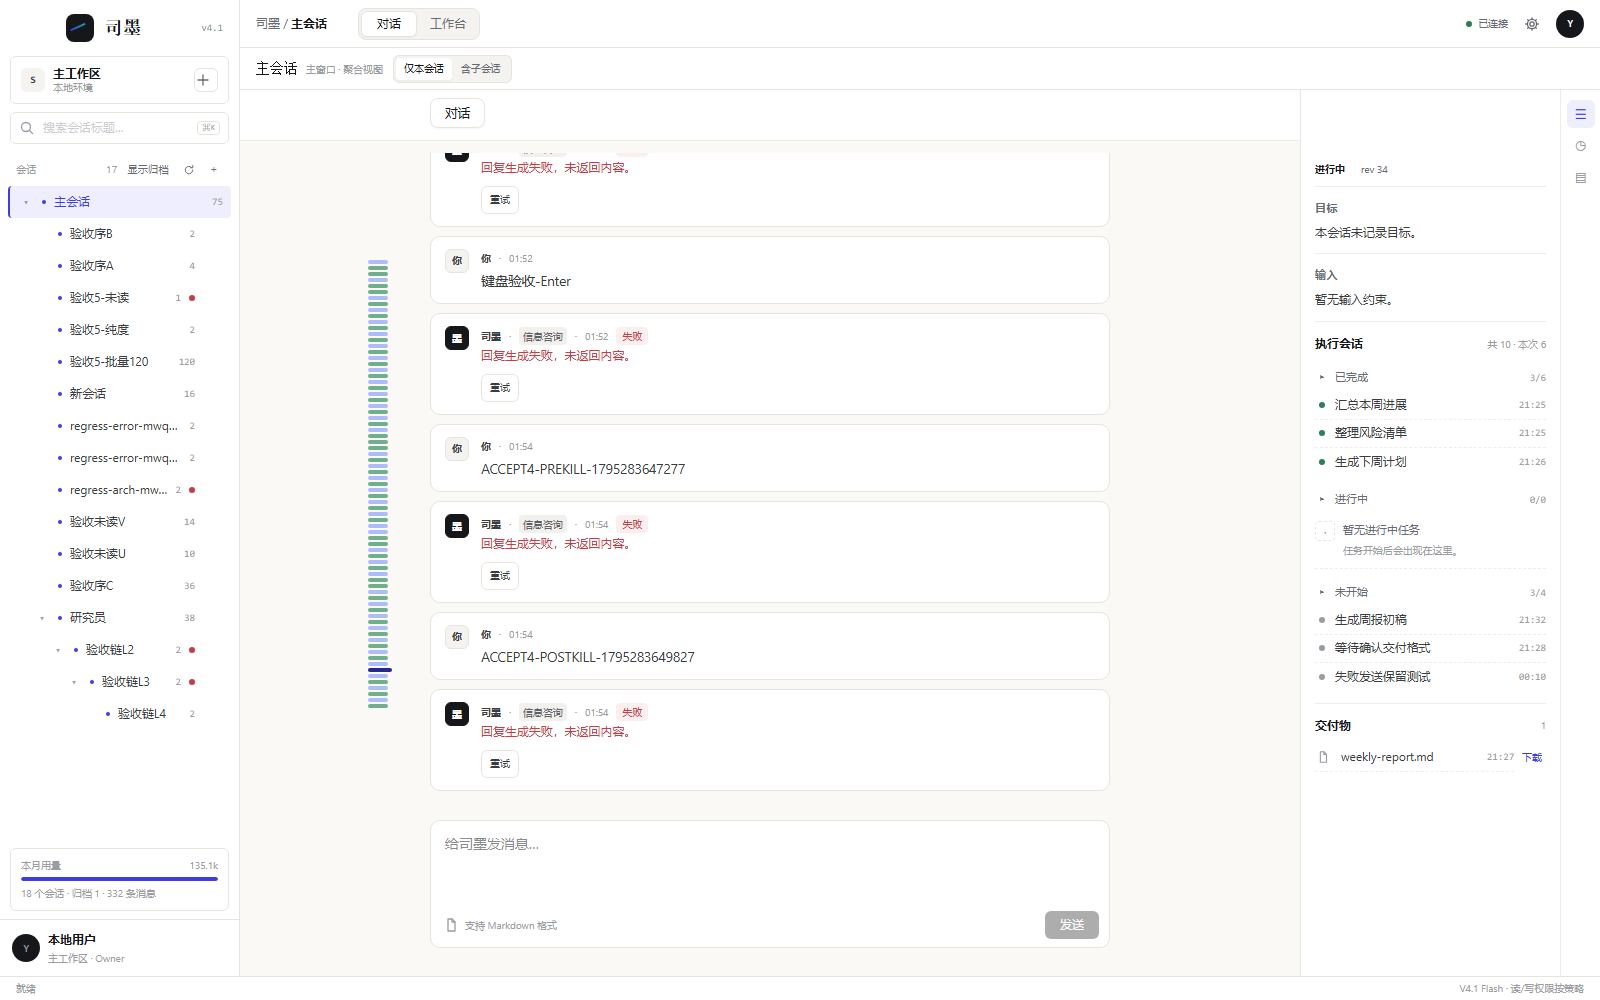 司墨 v4.1
S 主工作区
本地环境
搜索会话标题... ⌘K
会话 17 显示归档
主会话 75
验收序B 2
验收序A 4
验收5-未读 1
验收5-纯度 2
验收5-批量120 120
新会话 16
regress-error-mwq... 2
regress-error-mwq... 2
regress-arch-mw... 2
验收未读V 14
验收未读U 10
验收序C 36
研究员 38
验收链L2 2
验收链L3 2
验收链L4 2
本月用量 135.1k
18 个会话 · 归档 1 · 332 条消息
Y 本地用户
主工作区 · Owner
就绪
司墨 / 主会话 对话 工作台 已连接 Y
主会话 主窗口 · 聚合视图 仅本会话 含子会话
对话
回复生成失败，未返回内容。
重试
你 你 · 01:52
键盘验收-Enter
墨 司墨 · 信息咨询 · 01:52 失败
回复生成失败，未返回内容。
重试
你 你 · 01:54
ACCEPT4-PREKILL-1795283647277
墨 司墨 · 信息咨询 · 01:54 失败
回复生成失败，未返回内容。
重试
你 你 · 01:54
ACCEPT4-POSTKILL-1795283649827
墨 司墨 · 信息咨询 · 01:54 失败
回复生成失败，未返回内容。
重试
给司墨发消息...
支持 Markdown 格式 发送
进行中 rev 34
目标
本会话未记录目标。
输入
暂无输入约束。
执行会话 共 10 · 本次 6
已完成 3/6
汇总本周进展 21:25
整理风险清单 21:25
生成下周计划 21:26
进行中 0/0
暂无进行中任务
任务开始后会出现在这里。
未开始 3/4
生成周报初稿 21:32
等待确认交付格式 21:28
失败发送保留测试 00:10
交付物 1
weekly-report.md 21:27 下载
V4.1 Flash · 读/写权限按策略